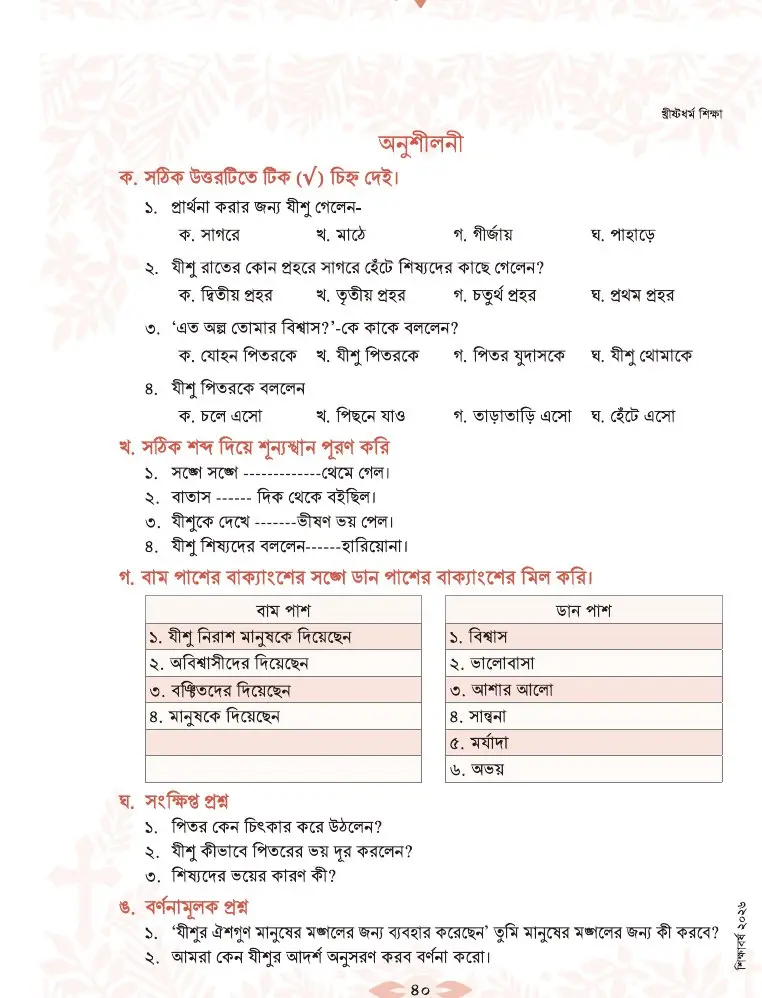 খ্রীষ্টধর্ম শিক্ষা
অনুশীলনী
ক. সঠিক উত্তরটিতে টিক (√) চিহ্ন দেই।
১. প্রার্থনা করার জন্য যীশু গেলেন-
ক. সাগরে খ. মাঠে গ. গীর্জায় ঘ. পাহাড়ে
২. যীশু রাতের কোন প্রহরে সাগরে হেঁটে শিষ্যদের কাছে গেলেন?
ক. দ্বিতীয় প্রহর খ. তৃতীয় প্রহর গ. চতুর্থ প্রহর ঘ. প্রথম প্রহর
৩. ‘এত অল্প তোমার বিশ্বাস?’-কে কাকে বললেন?
ক. যোহন পিতরকে খ. যীশু পিতরকে গ. পিতর যুদাসকে ঘ. যীশু থোমাকে
৪. যীশু পিতরকে বললেন
ক. চলে এসো খ. পিছনে যাও গ. তাড়াতাড়ি এসো ঘ. হেঁটে এসো
খ. সঠিক শব্দ দিয়ে শূন্যস্থান পূরণ করি
১. সঙ্গে সঙ্গে -------------থেমে গেল।
২. বাতাস ------ দিক থেকে বইছিল।
৩. যীশুকে দেখে -------ভীষণ ভয় পেল।
৪. যীশু শিষ্যদের বললেন------হারিয়োনা।
গ. বাম পাশের বাক্যাংশের সঙ্গে ডান পাশের বাক্যাংশের মিল করি।
বাম পাশ ডান পাশ
১. যীশু নিরাশ মানুষকে দিয়েছেন ১. বিশ্বাস
২. অবিশ্বাসীদের দিয়েছেন ২. ভালোবাসা
৩. বঞ্চিতদের দিয়েছেন ৩. আশার আলো
৪. মানুষকে দিয়েছেন ৪. সান্ত্বনা
৫. মর্যাদা
৬. অভয়
ঘ. সংক্ষিপ্ত প্রশ্ন
১. পিতর কেন চিৎকার করে উঠলেন?
২. যীশু কীভাবে পিতরের ভয় দূর করলেন?
৩. শিষ্যদের ভয়ের কারণ কী?
ঙ. বর্ণনামূলক প্রশ্ন
১. ‘যীশুর ঐশগুণ মানুষের মঙ্গলের জন্য ব্যবহার করেছেন’ তুমি মানুষের মঙ্গলের জন্য কী করবে?
২. আমরা কেন যীশুর আদর্শ অনুসরণ করব বর্ণনা করো।
শিক্ষাবর্ষ ২০২৬
৪০